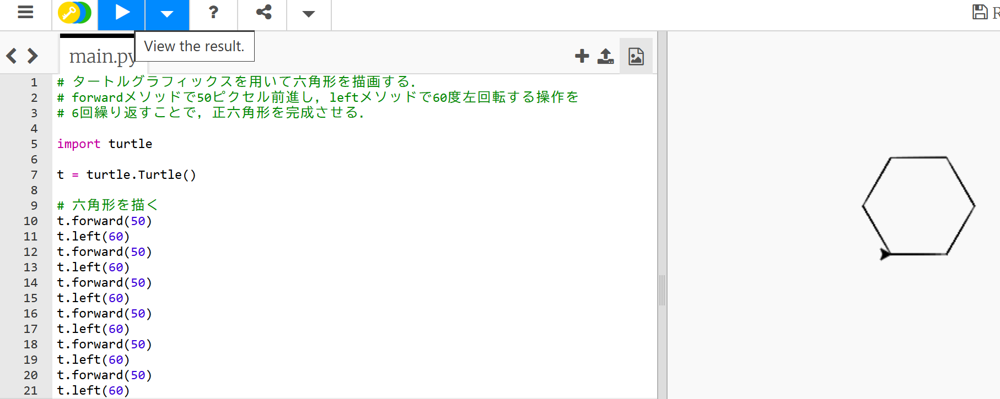 R
View the result.
main.py
1 # タートルグラフィックスを用いて六角形を描画する．
2 # forwardメソッドで50ピクセル前進し，leftメソッドで60度左回転する操作を
3 # 6回繰り返すことで，正六角形を完成させる．
4
5 import turtle
6
7 t = turtle.Turtle()
8
9 # 六角形を描く
10 t.forward(50)
11 t.left(60)
12 t.forward(50)
13 t.left(60)
14 t.forward(50)
15 t.left(60)
16 t.forward(50)
17 t.left(60)
18 t.forward(50)
19 t.left(60)
20 t.forward(50)
21 t.left(60)